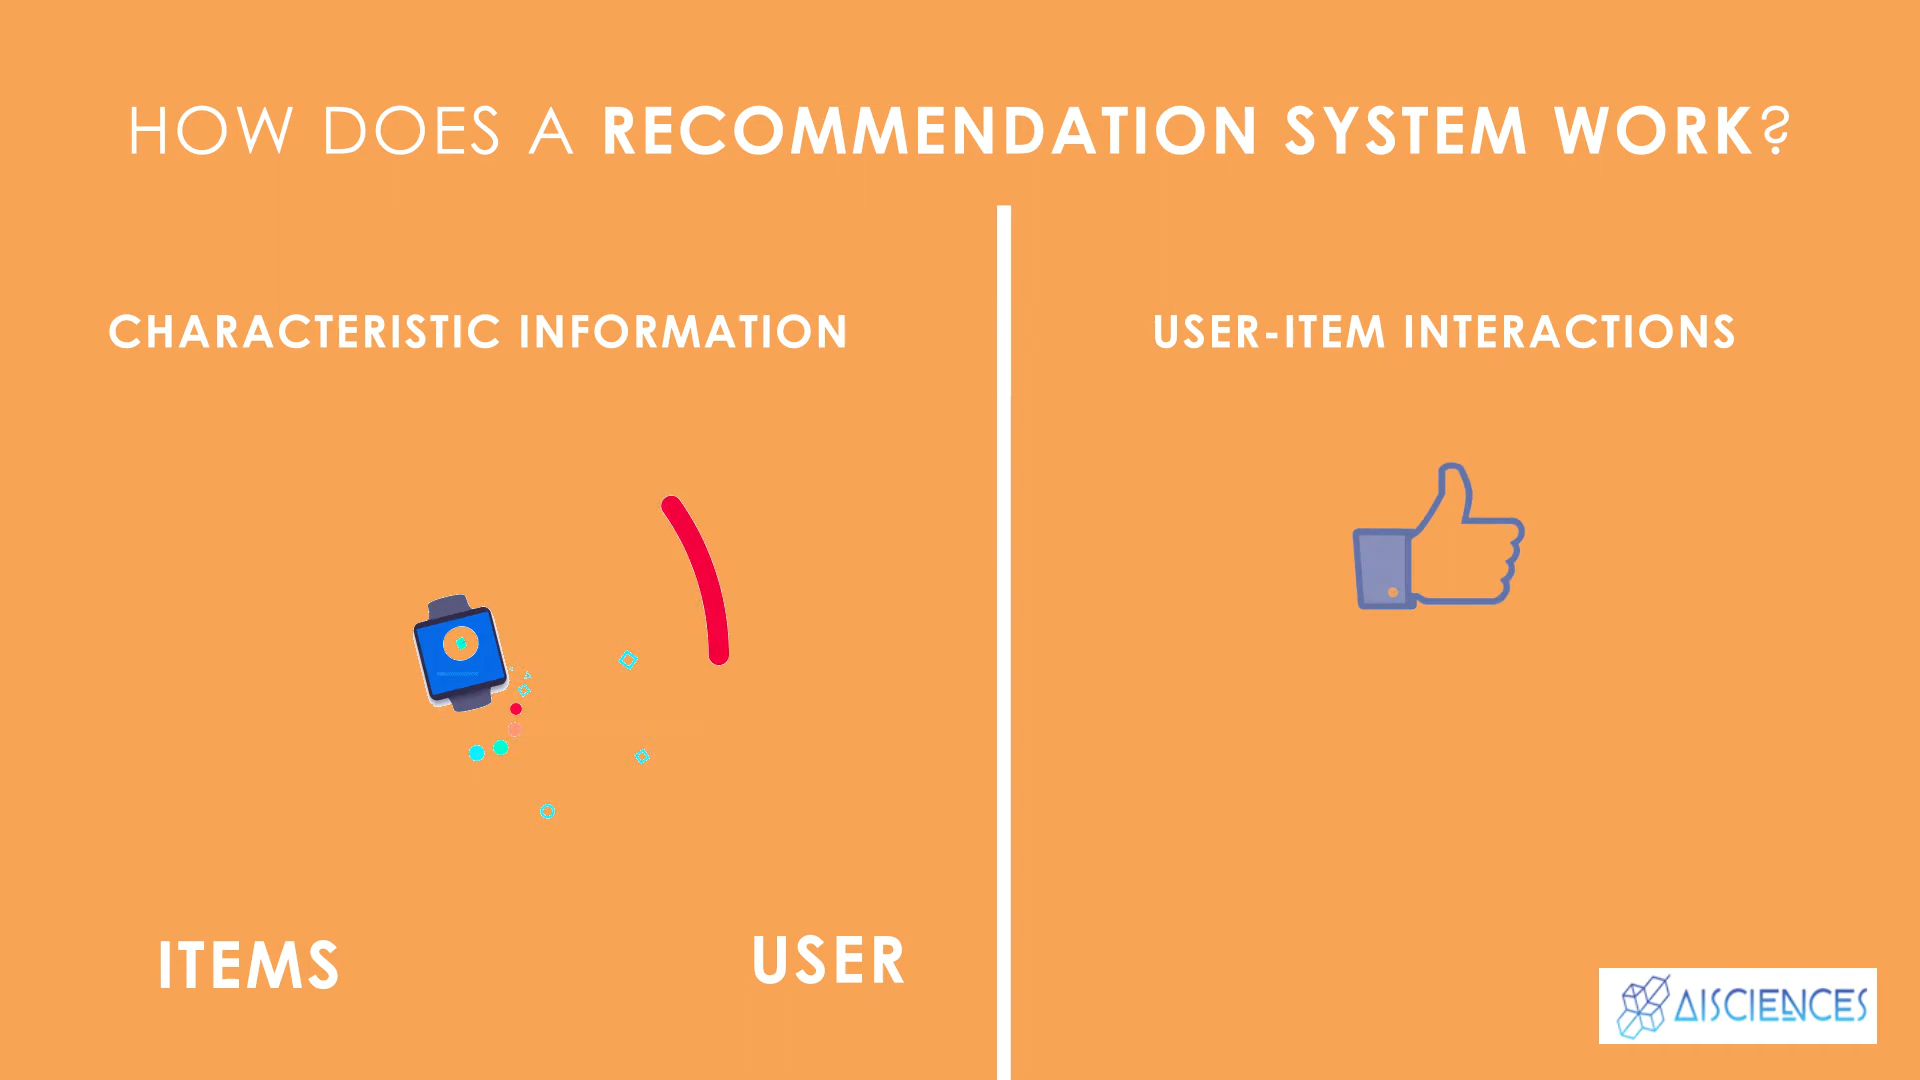 HOW DOES A RECOMMENDATION SYSTEM WORK?
CHARACTERISTIC INFORMATION
USER-ITEM INTERACTIONS
ITEMS
USER
AISCIENCES